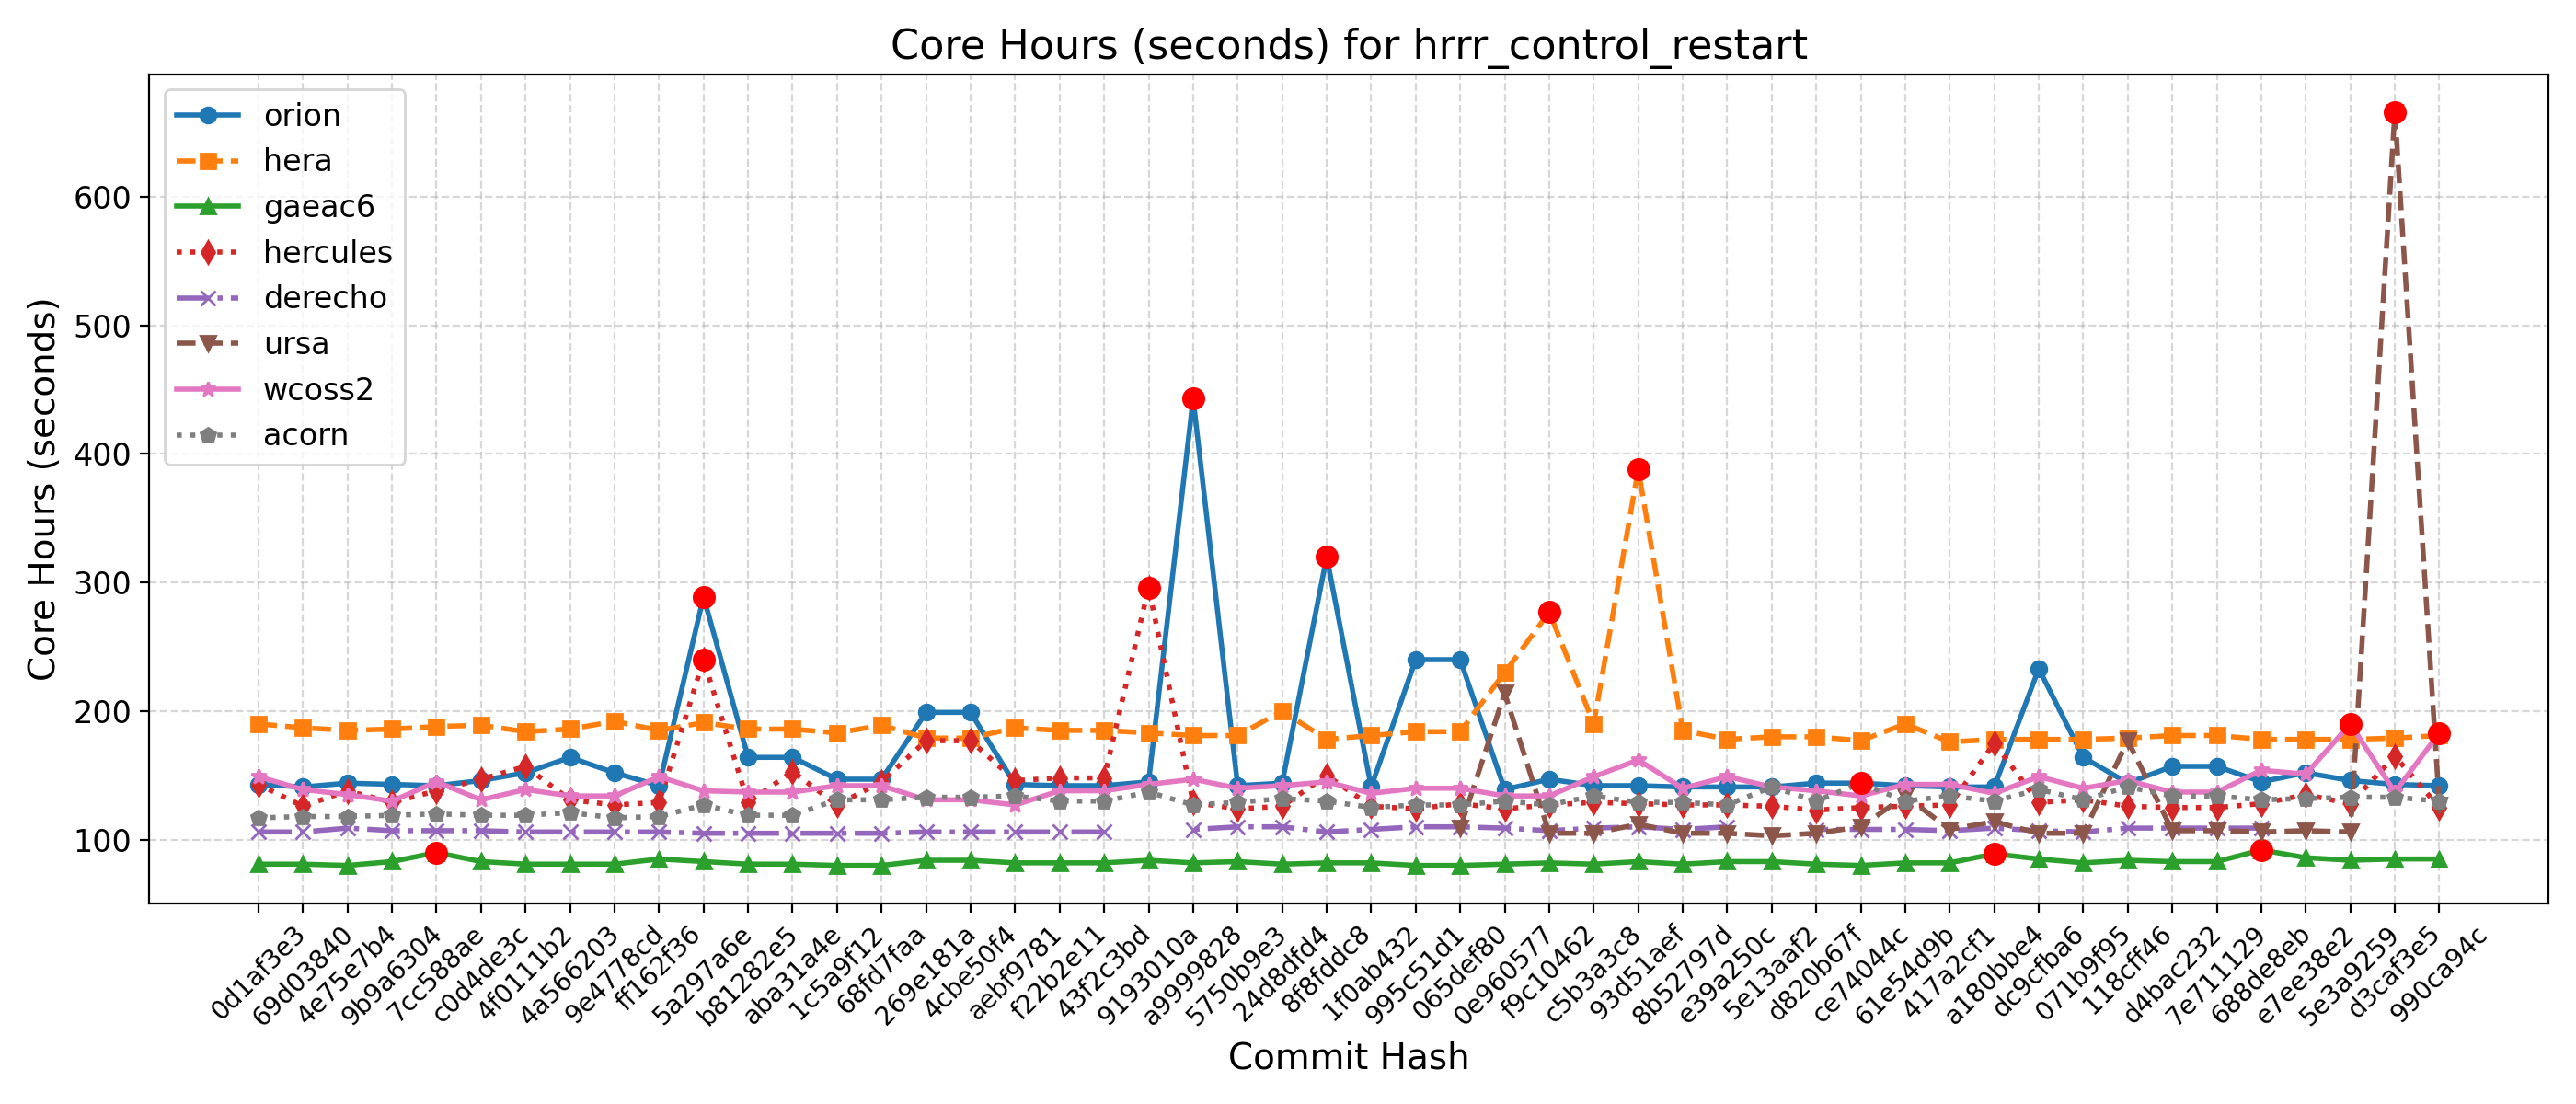 Core Hours (seconds) for hrrr_control_restart
Core Hours (seconds)
600
500
400
300
200
100
orion
hera
gaeac6
hercules
derecho
ursa
wcoss2
acorn
0d1af3e3
69d03840
4e75e7b4
9b9a6304
7cc588ae
c0d4de3c
4f0111b2
4a566203
9e4778cd
ff162f36
5a297a6e
b81282e5
aba31a4e
1c5a9f12
68fd7faa
269e181a
4cbe50f4
aebf9781
f22b2e11
43f2c3bd
9193010a
a9999828
5750b9e3
24d8dfd4
8f8fddc8
1f0ab432
995c51d1
065def80
0e960577
f9c10462
c5b3a3c8
93d51aef
8b52797d
e39a250c
5e13aaf2
d820b67f
ce74044c
61e54d9b
417a2cf1
a180bbe4
dc9cfba6
071b9f95
118cff46
d4bac232
7e711129
688de8eb
e7ee38e2
5e3a9259
d3caf3e5
990ca94c
Commit Hash